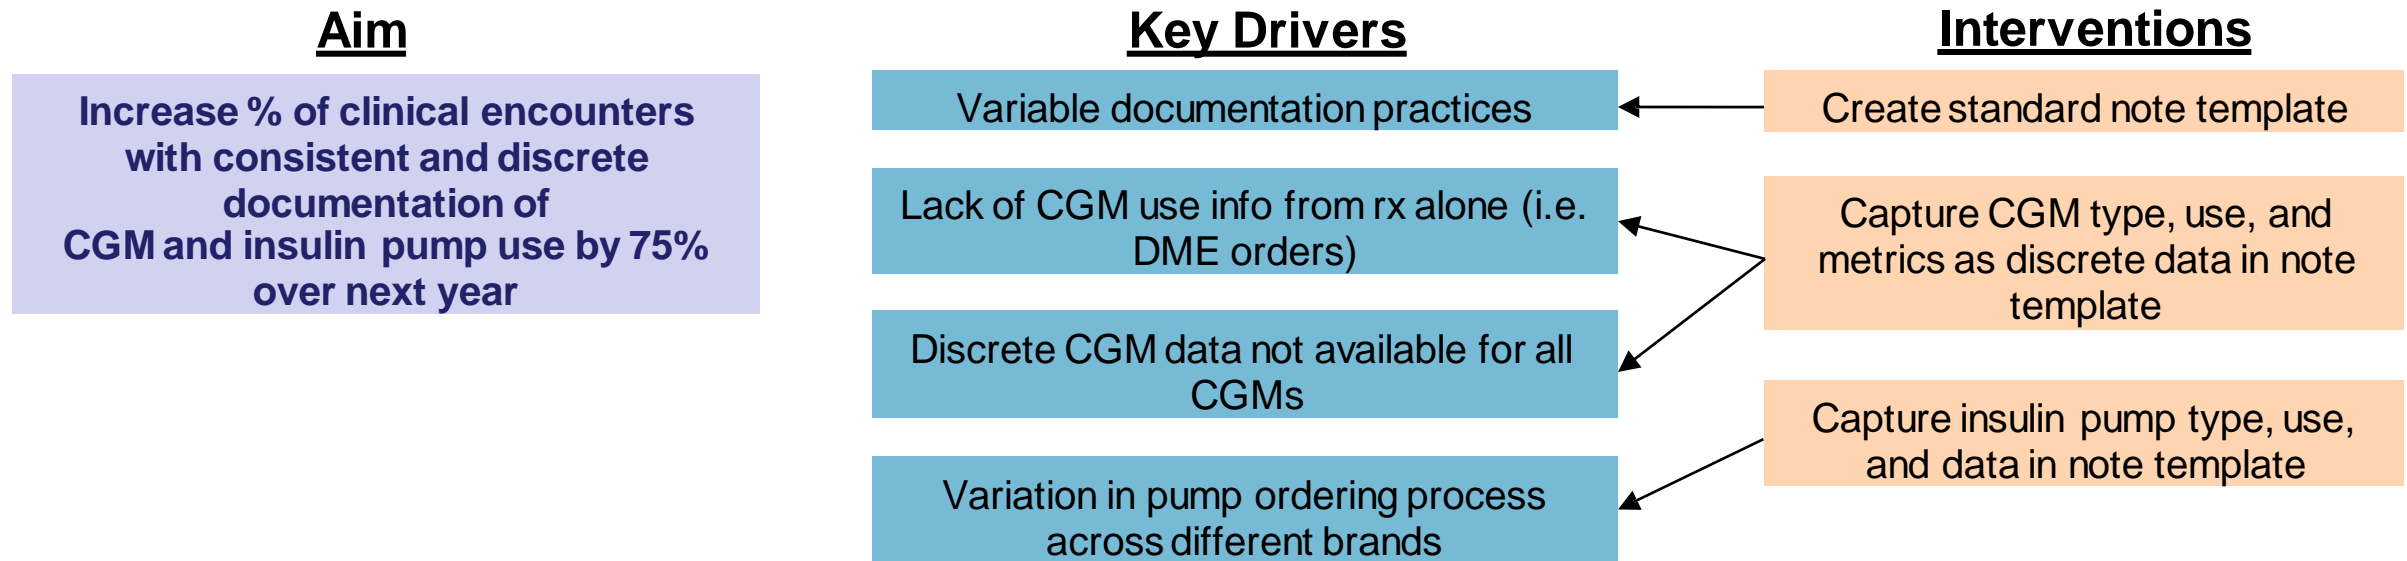 Aim
Increase % of clinical encounters
with consistent and discrete
documentation of
CGM and insulin pump use by 75%
over next year
Key Drivers
Variable documentation practices
Lack of CGM use info from rx alone (i.e.
DME orders)
Discrete CGM data not available for all
CGMs
Variation in pump ordering process
across different brands
Interventions
Create standard note template
Capture CGM type, use, and
metrics as discrete data in note
template
Capture insulin pump type, use,
and data in note template